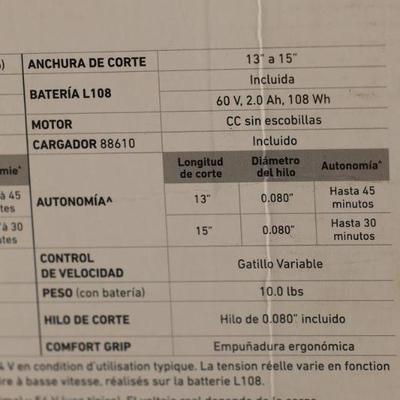 ANCHURA DE CORTE 13" a 15"
BATERÍA L108 Incluida
60 V, 2.0 Ah, 108 Wh
MOTOR CC sin escobillas
CARGADOR 88610 Incluido
AUTONOMÍA^ Longitud de corte Diámetro del hilo Autonomía^
13" 0.080" Hasta 45 minutos
15" 0.080" Hasta 30 minutos
CONTROL DE VELOCIDAD Gatillo Variable
PESO (con batería) 10.0 lbs
HILO DE CORTE Hilo de 0.080" incluido
COMFORT GRIP Empuñadura ergonómica
4 V en condition d'utilisation typique. La tension réelle varie en fonction
à basse vitesse, réalisés sur la batterie L108.